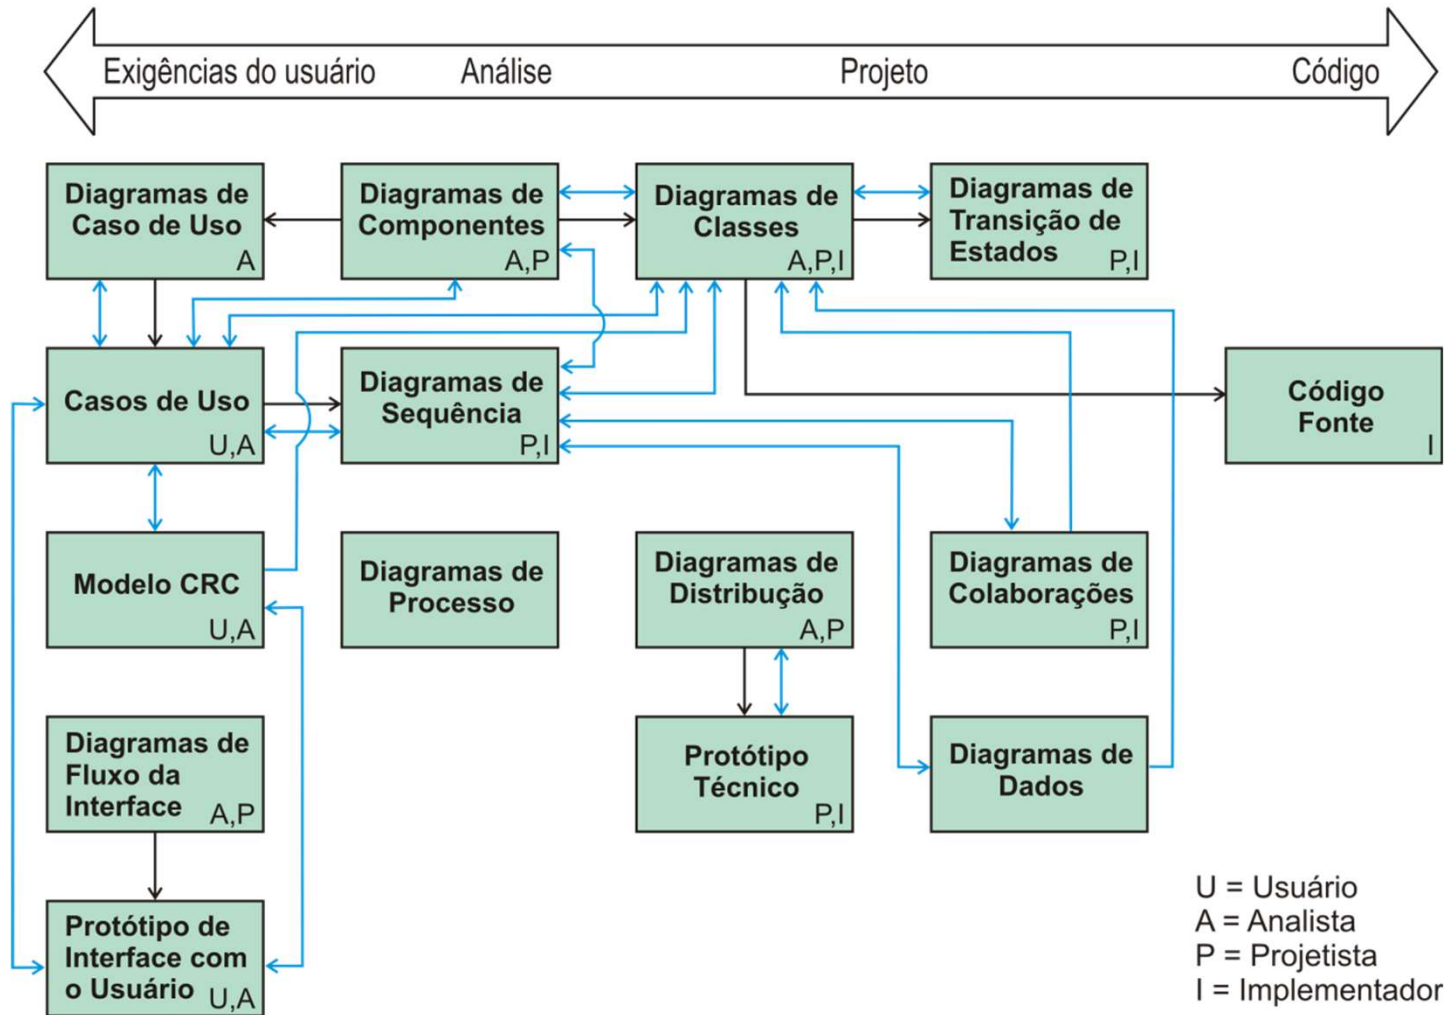 Exigências do usuário Análise Projeto Código
Diagramas de
Caso de Uso
A
Diagramas de
Componentes
A,P
Diagramas de
Classes
A,P,I
Diagramas de
Transição de
Estados
P,I
Casos de Uso
U,A
Diagramas de
Sequência
P,I
Código
Fonte
I
Modelo CRC
U,A
Diagramas de
Processo
Diagramas de
Distribução
A,P
Diagramas de
Colaborações
P,I
Diagramas de
Fluxo da
Interface
A,P
Protótipo
Técnico
P,I
Diagramas de
Dados
Protótipo de
Interface com
o Usuário
U,A
U = Usuário
A = Analista
P = Projetista
I = Implementador